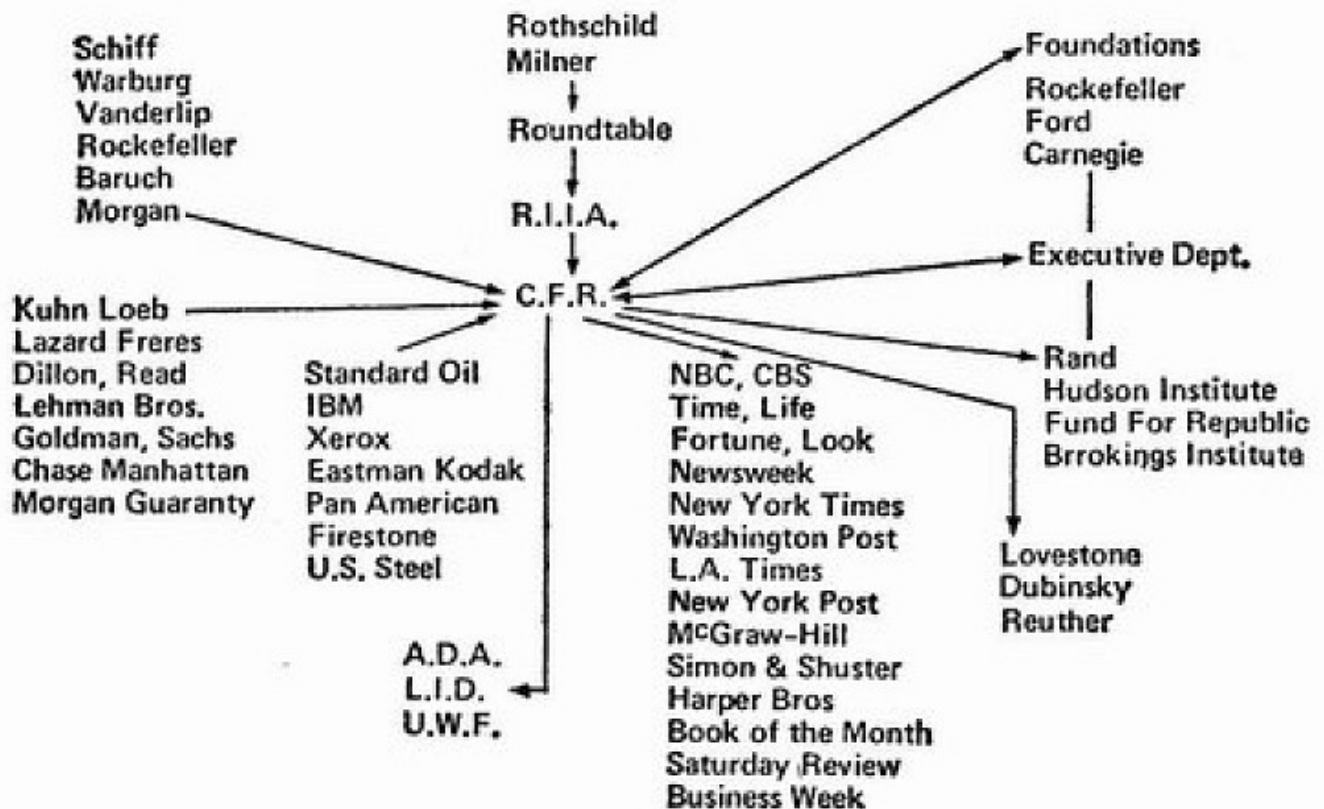 Schiff
Warburg
Vanderlip
Rockefeller
Baruch
Morgan
Rothschild
Milner
Roundtable
R.I.I.A.
C.F.R.
Foundations
Rockefeller
Ford
Carnegie
Executive Dept.
Rand
Hudson Institute
Fund For Republic
Brrokings Institute
Kuhn Loeb
Lazard Freres
Dillon, Read
Lehman Bros.
Goldman, Sachs
Chase Manhattan
Morgan Guaranty
Standard Oil
IBM
Xerox
Eastman Kodak
Pan American
Firestone
U.S. Steel
NBC, CBS
Time, Life
Fortune, Look
Newsweek
New York Times
Washington Post
L.A. Times
New York Post
McGraw-Hill
Simon & Shuster
Harper Bros
Book of the Month
Saturday Review
Business Week
Lovestone
Dubinsky
Reuther
A.D.A.
L.I.D.
U.W.F.